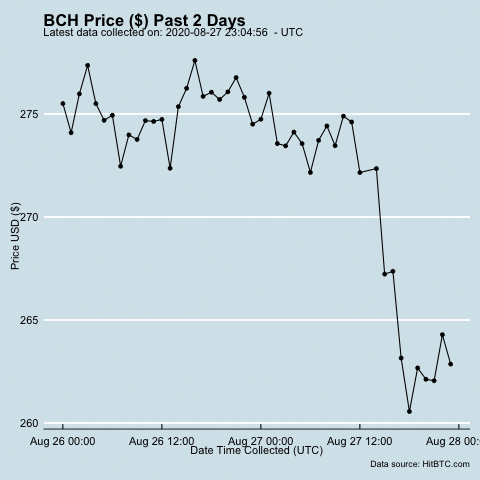 BCH Price ($) Past 2 Days
Latest data collected on: 2020-08-27 23:04:56 - UTC
275
270
265
260
Price USD ($)
Aug 26 00:00 Aug 26 12:00 Aug 27 00:00 Aug 27 12:00 Aug 28 00:
Date Time Collected (UTC)
Data source: HitBTC.com